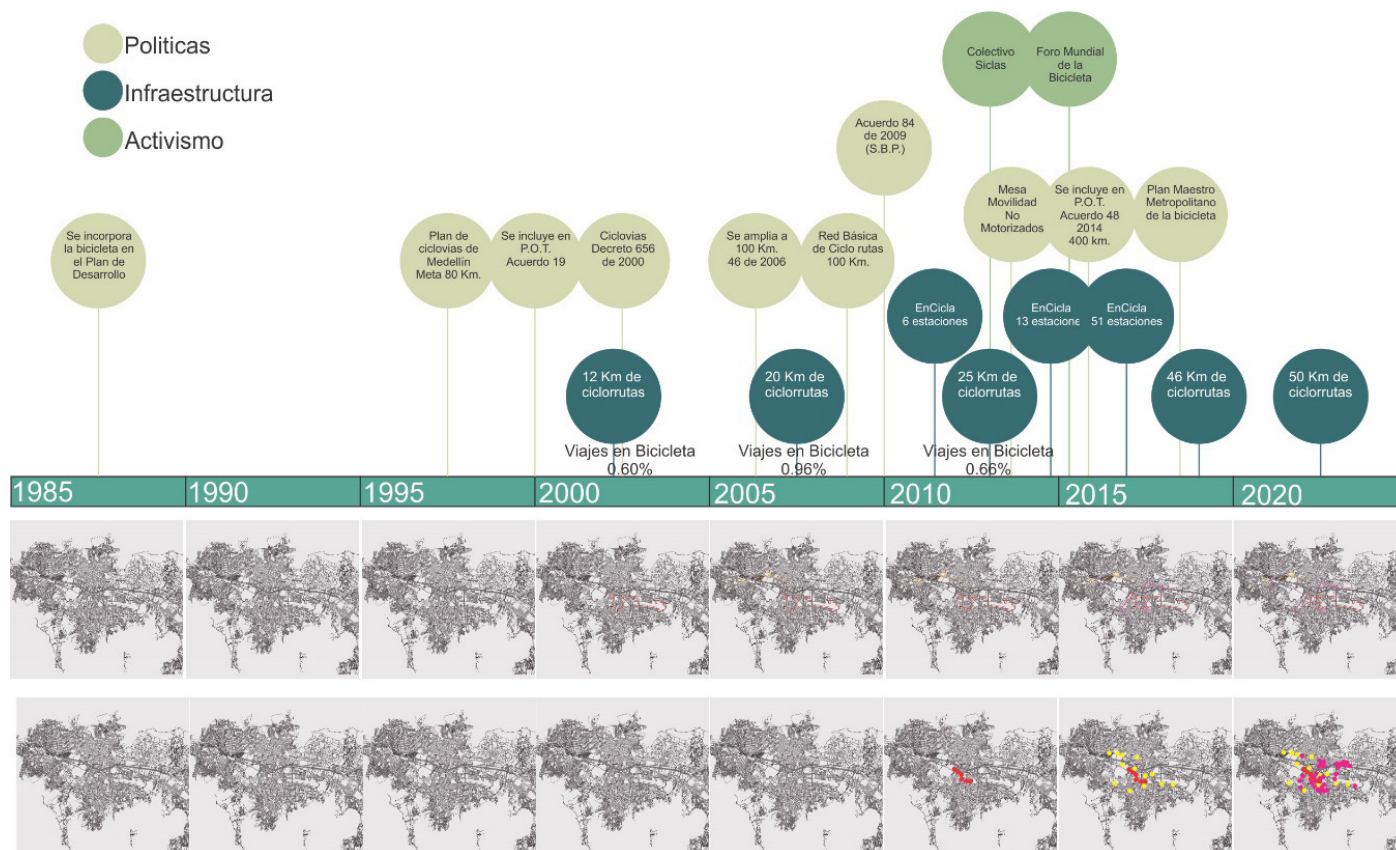 Politicas
Infraestructura
Activismo
Colectivo
Siclas
Foro Mundial
de la
Bicicleta
Acuerdo 84
de 2009
(S.B.P.)
Mesa
Movilidad
No
Motorizados
Se incluye en
P.O.T.
Acuerdo 48
2014
400 km.
Plan Maestro
Metropolitano
de la bicicleta
Se incorpora
la bicicleta en
el Plan de
Desarrollo
Plan de
ciclovias de
Medellín
Meta 80 Km.
Se incluye en
P.O.T.
Acuerdo 19
Ciclovias
Decreto 656
de 2000
Se amplia a
100 Km.
46 de 2006
Red Básica
de Ciclo rutas
100 Km.
EnCicla
6 estaciones
EnCicla
13 estacione
EnCicla
51 estaciones
12 Km de
ciclorrutas
20 Km de
ciclorrutas
25 Km de
ciclorrutas
46 Km de
ciclorrutas
50 Km de
ciclorrutas
Viajes en Bicicleta
0.60%
Viajes en Bicicleta
0.96%
Viajes en Bicicleta
0.66%
1985 1990 1995 2000 2005 2010 2015 2020